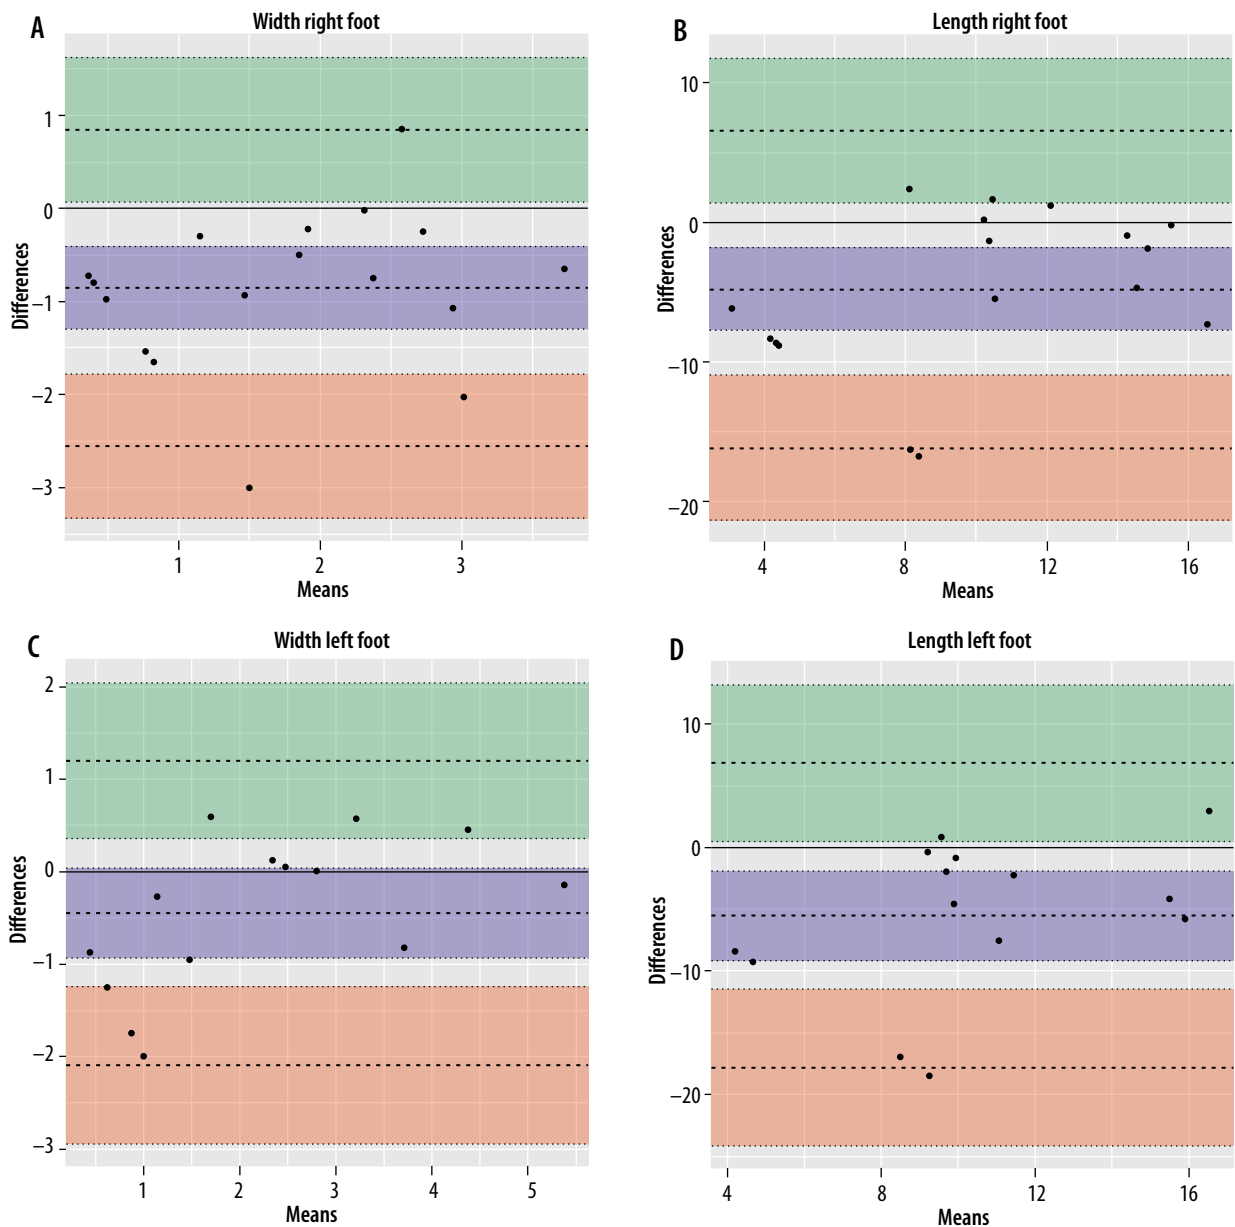 A
Width right foot
1
0
−1
−2
−3
Differences
1 2 3
Means
B
Length right foot
10
0
−10
−20
Differences
4 8 12 16
Means
C
Width left foot
2
1
0
−1
−2
−3
Differences
1 2 3 4 5
Means
D
Length left foot
10
0
−10
−20
Differences
4 8 12 16
Means